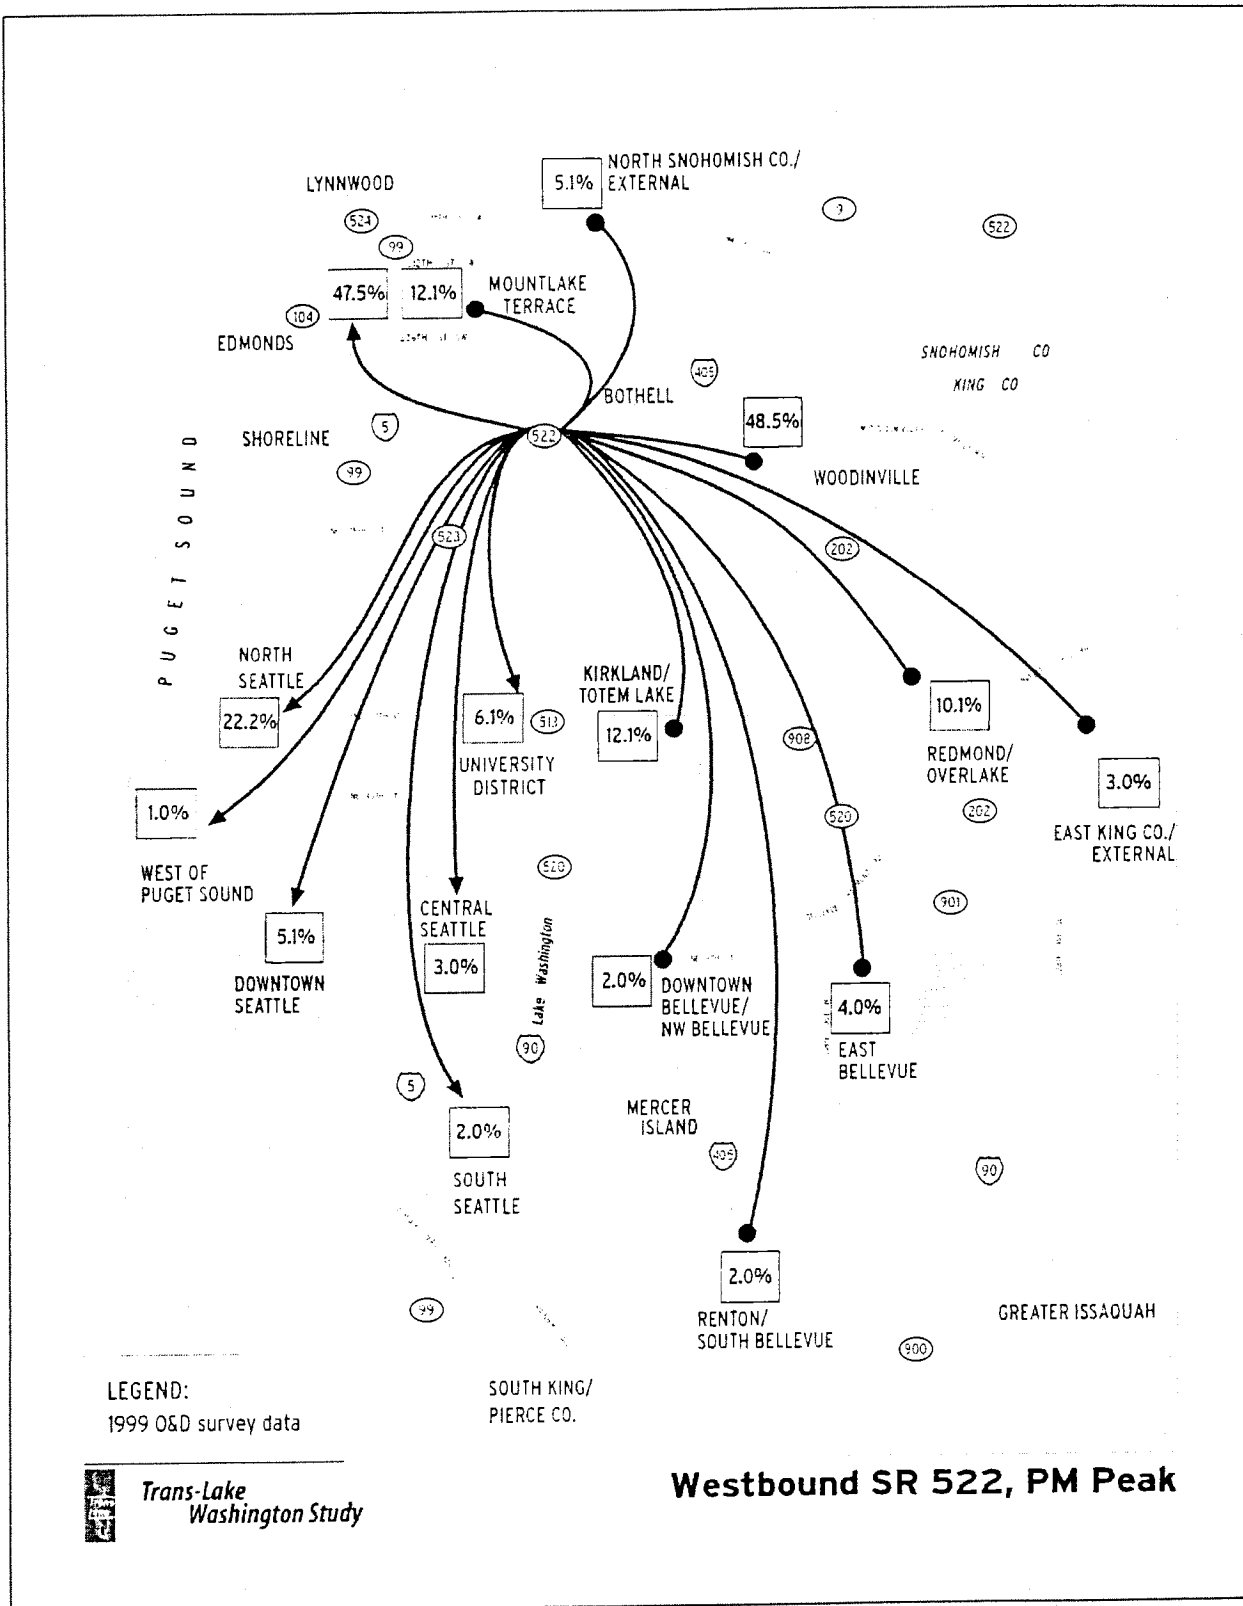 NORTH SNOHOMISH CO./
EXTERNAL
5.1%
LYNNWOOD
524
99
9
522
47.5%
12.1%
MOUNTLAKE
TERRACE
104
EDMONDS
SNOHOMISH CO
KING CO
405
BOTHELL
48.5%
WOODINVILLE
5
SHORELINE
522
99
PUGET SOUND
523
202
NORTH
SEATTLE
22.2%
6.1%
513
UNIVERSITY
DISTRICT
KIRKLAND/
TOTEM LAKE
12.1%
908
10.1%
REDMOND/
OVERLAKE
3.0%
EAST KING CO./
EXTERNAL
1.0%
WEST OF
PUGET SOUND
520
202
520
901
5.1%
DOWNTOWN
SEATTLE
CENTRAL
SEATTLE
3.0%
Lake Washington
2.0%
DOWNTOWN
BELLEVUE/
NW BELLEVUE
4.0%
EAST
BELLEVUE
90
5
2.0%
SOUTH
SEATTLE
MERCER
ISLAND
405
90
2.0%
RENTON/
SOUTH BELLEVUE
99
GREATER ISSAQUAH
900
LEGEND:
1999 O&D survey data
SOUTH KING/
PIERCE CO.
Trans-Lake
Washington Study
Westbound SR 522, PM Peak